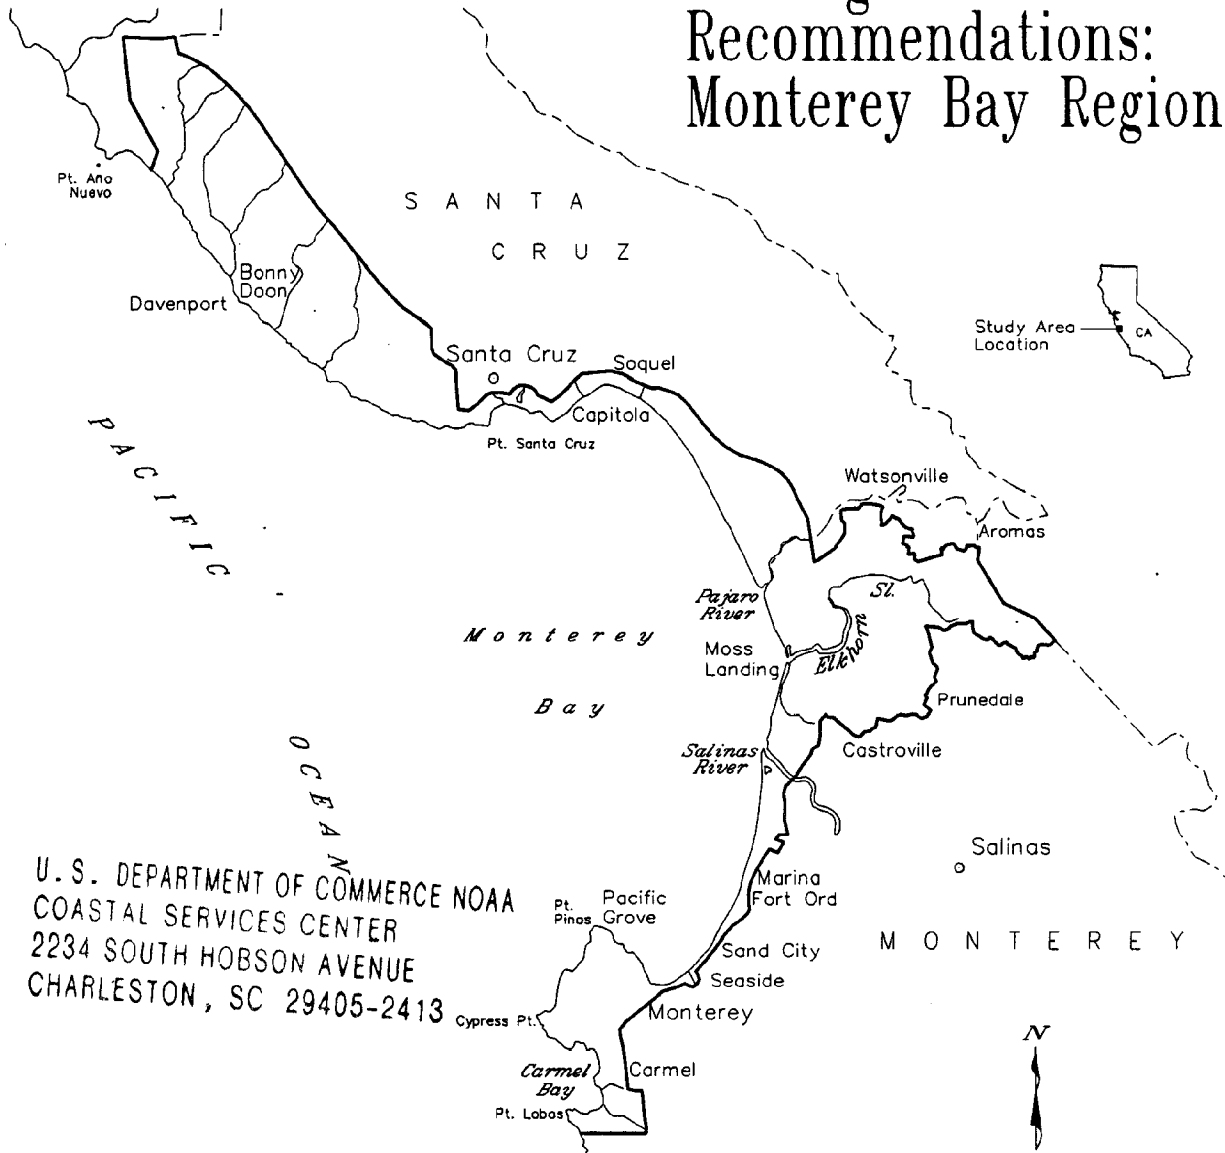 Recommendations:
Monterey Bay Region
Pt. Año
Nuevo
SANTA
CRUZ
Bonny
Doon
Davenport
Study Area
Location
CA
Santa Cruz
Soquel
Capitola
Pt. Santa Cruz
PACIFIC
Watsonville
Aromas
Pajaro
River
Sl.
Elkhorn
Monterey
Bay
Moss
Landing
Prunedale
Salinas
River
Castroville
OCEAN
Salinas
Marina
Fort Ord
Pt.
Pinos
Pacific
Grove
U.S. DEPARTMENT OF COMMERCE NOAA
COASTAL SERVICES CENTER
2234 SOUTH HOBSON AVENUE
CHARLESTON, SC 29405-2413
Sand City
Seaside
MONTEREY
Cypress Pt.
Monterey
N
Carmel
Bay
Carmel
Pt. Lobos